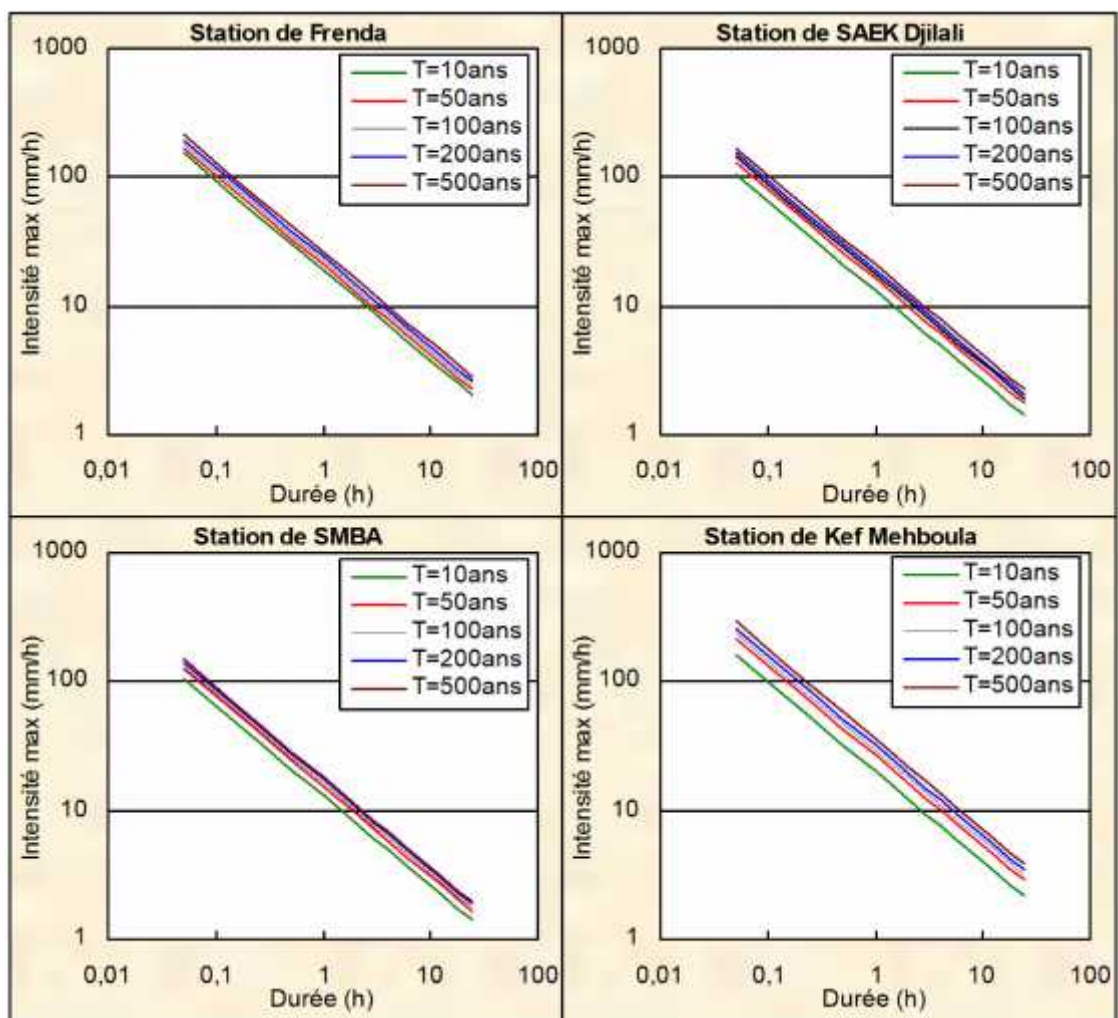 Station de Frenda
Intensité max (mm/h)
1000
100
10
1
T=10ans
T=50ans
T=100ans
T=200ans
T=500ans
0,01 0,1 1 10 100
Durée (h)
Station de SAEK Djilali
Intensité max (mm/h)
1000
100
10
1
T=10ans
T=50ans
T=100ans
T=200ans
T=500ans
0,01 0,1 1 10 100
Durée (h)
Station de SMBA
Intensité max (mm/h)
1000
100
10
1
T=10ans
T=50ans
T=100ans
T=200ans
T=500ans
0,01 0,1 1 10 100
Durée (h)
Station de Kef Mehboula
Intensité max (mm/h)
1000
100
10
1
T=10ans
T=50ans
T=100ans
T=200ans
T=500ans
0,01 0,1 1 10 100
Durée (h)